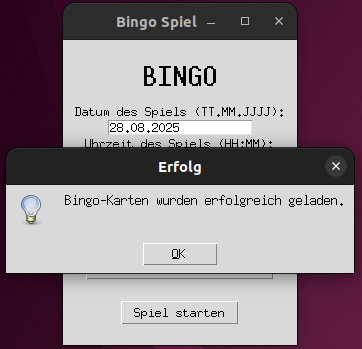 Bingo Spiel
BINGO
Datum des Spiels (TT.MM.JJJJ):
28.08.2025
Uhrzeit des Spiels (HH:MM):
Erfolg
Bingo-Karten wurden erfolgreich geladen.
OK
Spiel starten